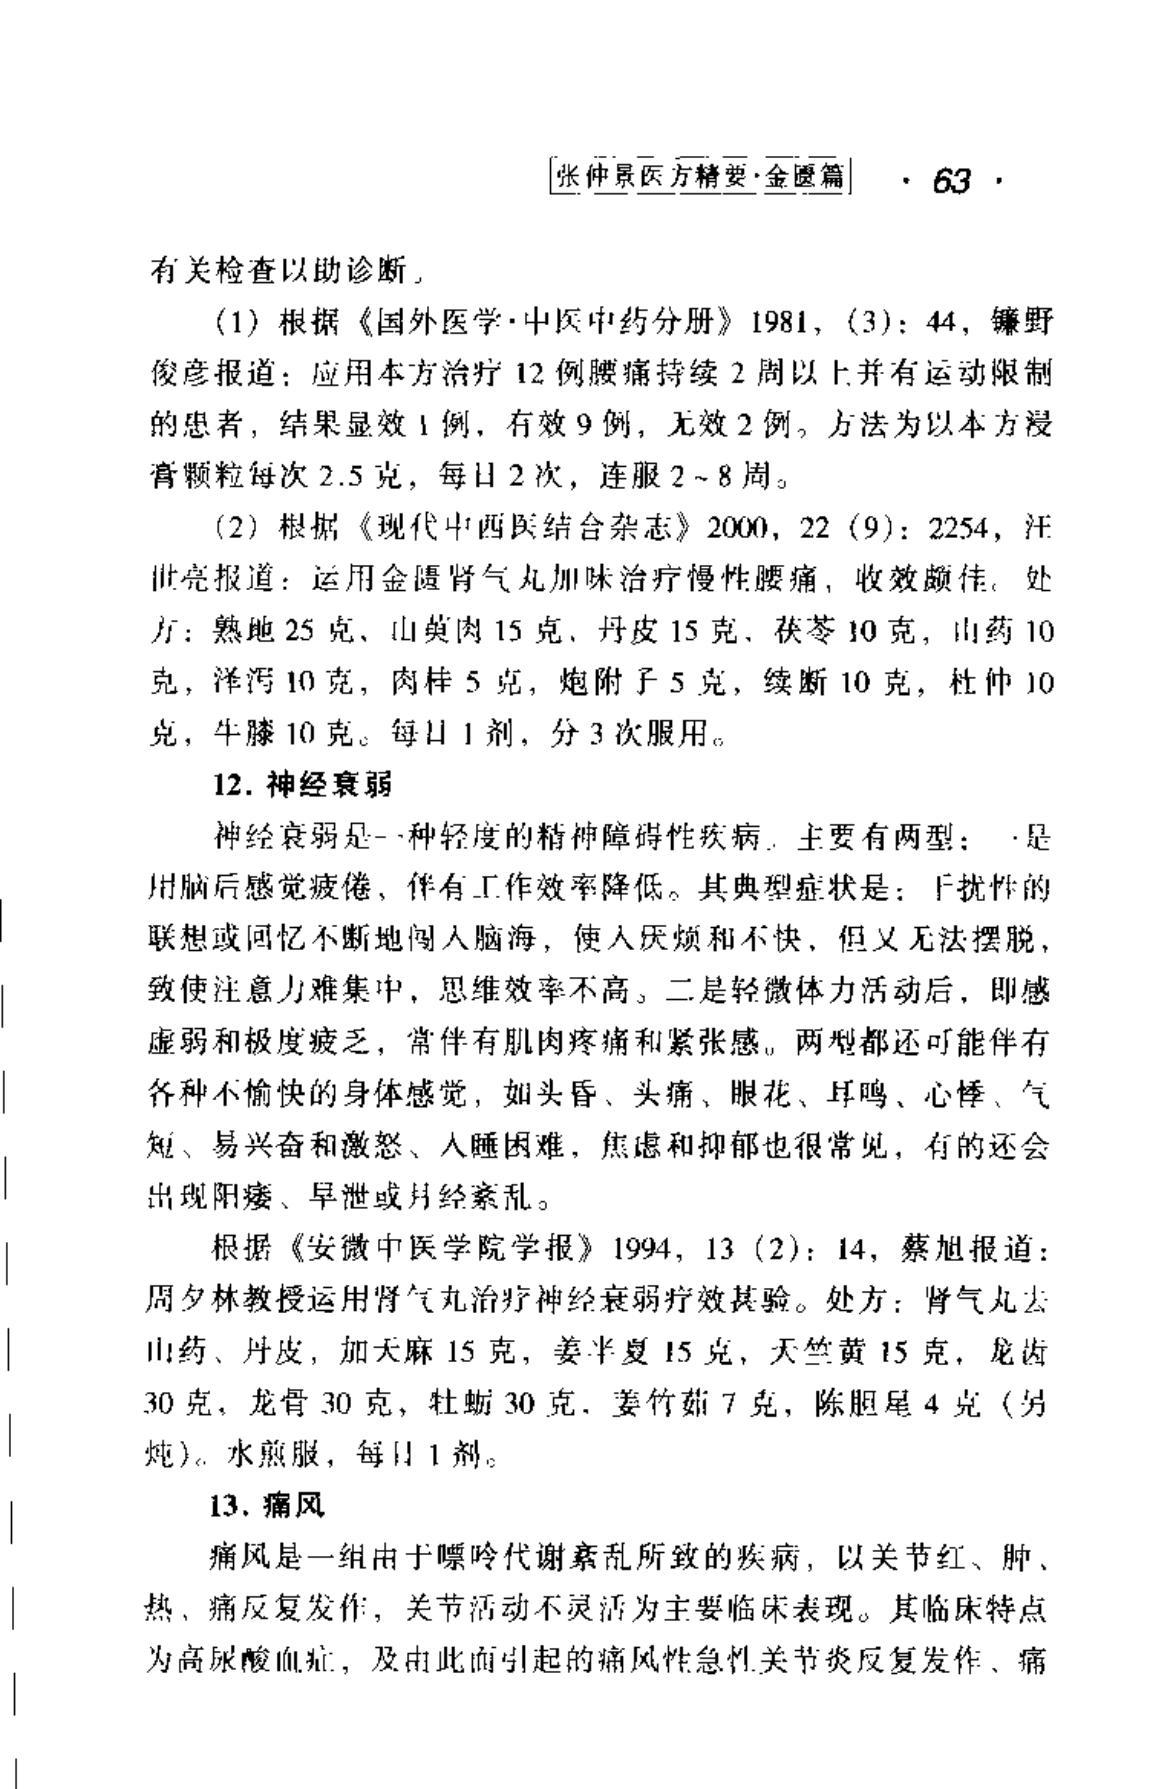 张仲景医方精要·金匮篇 · 63 ·
有关检查以助诊断。
(1) 根据《国外医学·中医中药分册》1981，(3)：44，镰野
俊彦报道：应用本方治疗 12 例腰痛持续 2 周以上并有运动限制
的患者，结果显效 1 例，有效 9 例，无效 2 例。方法为以本方浸
膏颗粒每次 2.5 克，每日 2 次，连服 2~8 周。
(2) 根据《现代中西医结合杂志》2000，22 (9)：2254，汪
世亮报道：运用金匮肾气丸加味治疗慢性腰痛，收效颇佳。处
方：熟地 25 克、山萸肉 15 克、丹皮 15 克、茯苓 10 克，山药 10
克，泽泻 10 克，肉桂 5 克，炮附子 5 克，续断 10 克，杜仲 10
克，牛膝 10 克。每日 1 剂，分 3 次服用。
12. 神经衰弱
神经衰弱是一种轻度的精神障碍性疾病。主要有两型：一是
用脑后感觉疲倦，伴有工作效率降低。其典型症状是：干扰性的
联想或回忆不断地闯入脑海，使人厌烦和不快，但又无法摆脱，
致使注意力难集中，思维效率不高。二是轻微体力活动后，即感
虚弱和极度疲乏，常伴有肌肉疼痛和紧张感。两型都还可能伴有
各种不愉快的身体感觉，如头昏、头痛、眼花、耳鸣、心悸、气
短、易兴奋和激怒、入睡困难，焦虑和抑郁也很常见，有的还会
出现阳痿、早泄或月经紊乱。
根据《安微中医学院学报》1994，13 (2)：14，蔡旭报道：
周夕林教授运用肾气丸治疗神经衰弱疗效甚验。处方：肾气丸去
山药、丹皮，加天麻 15 克，姜半夏 15 克，天竺黄 15 克，龙齿
30 克，龙骨 30 克，牡蛎 30 克，姜竹茹 7 克，陈胆星 4 克（另
炖）。水煎服，每日 1 剂。
13. 痛风
痛风是一组由于嘌呤代谢紊乱所致的疾病，以关节红、肿、
热、痛反复发作，关节活动不灵活为主要临床表现。其临床特点
为高尿酸血症，及由此而引起的痛风性急性关节炎反复发作、痛